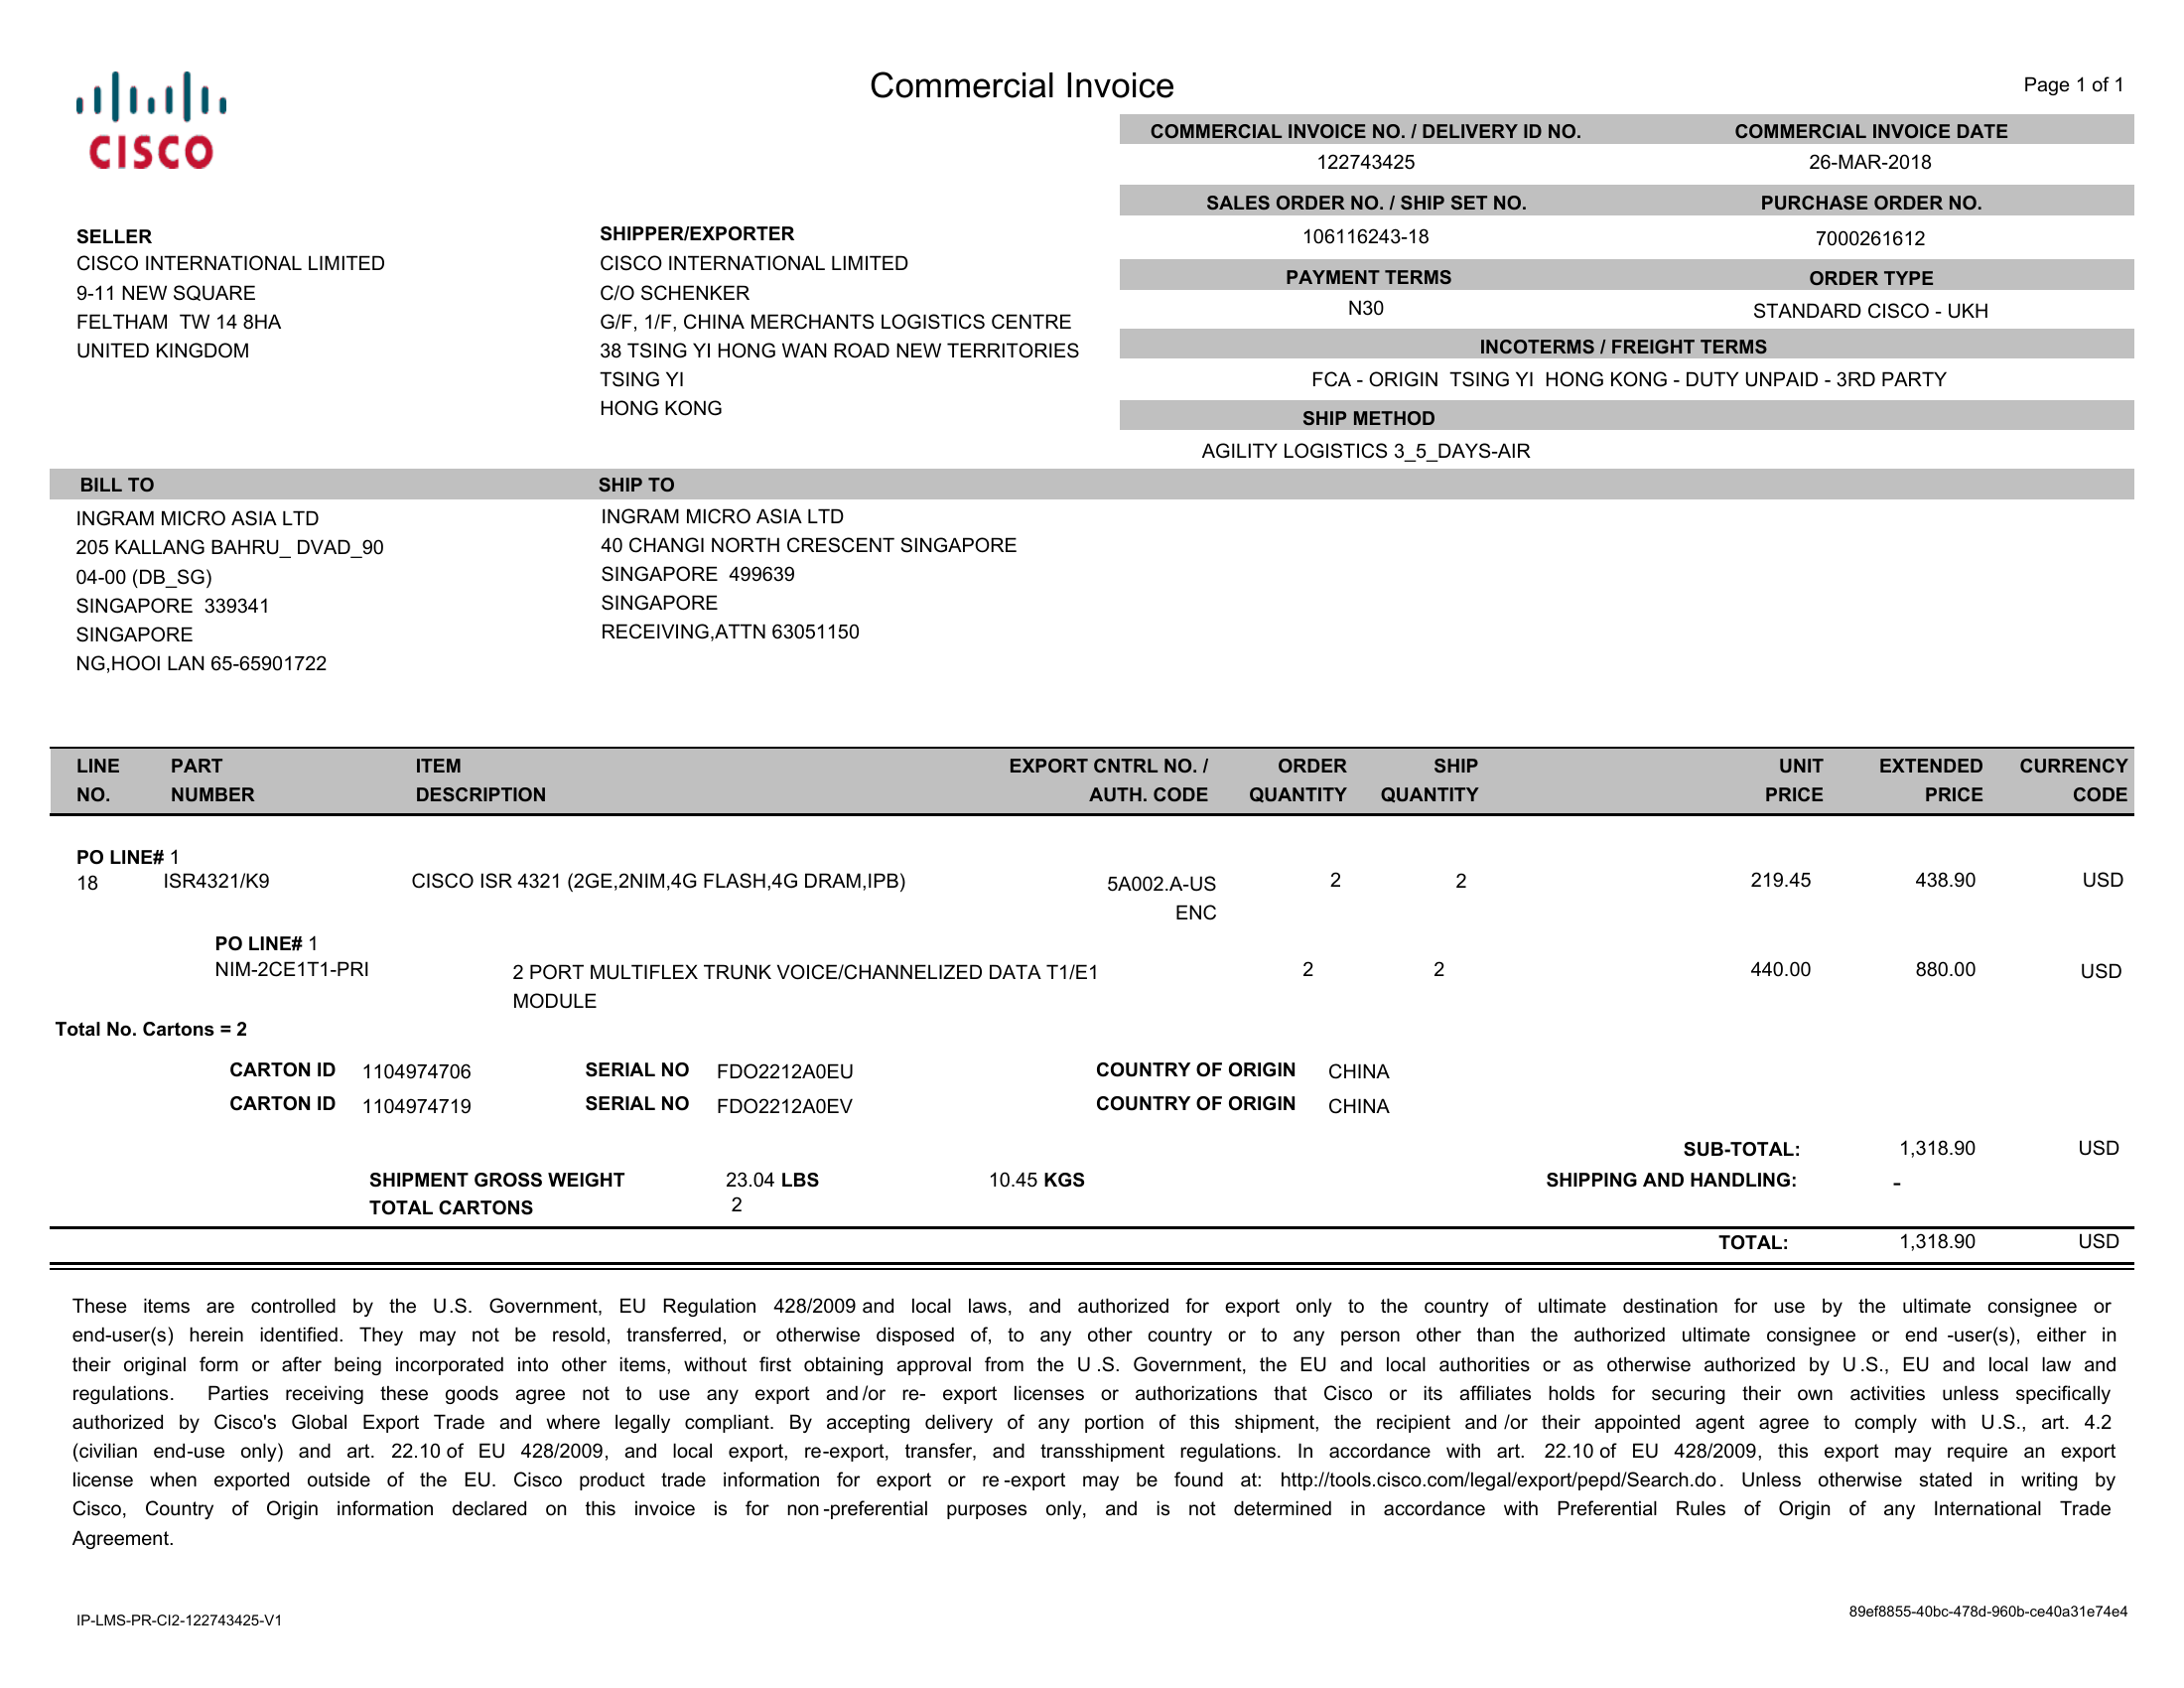 CISCO
Commercial Invoice
Page 1 of 1
COMMERCIAL INVOICE NO. / DELIVERY ID NO. COMMERCIAL INVOICE DATE
122743425 26-MAR-2018
SALES ORDER NO. / SHIP SET NO. PURCHASE ORDER NO.
106116243-18 7000261612
PAYMENT TERMS ORDER TYPE
N30 STANDARD CISCO - UKH
INCOTERMS / FREIGHT TERMS
FCA - ORIGIN TSING YI HONG KONG - DUTY UNPAID - 3RD PARTY
SHIP METHOD
AGILITY LOGISTICS 3_5_DAYS-AIR
SELLER
CISCO INTERNATIONAL LIMITED
9-11 NEW SQUARE
FELTHAM TW 14 8HA
UNITED KINGDOM
SHIPPER/EXPORTER
CISCO INTERNATIONAL LIMITED
C/O SCHENKER
G/F, 1/F, CHINA MERCHANTS LOGISTICS CENTRE
38 TSING YI HONG WAN ROAD NEW TERRITORIES
TSING YI
HONG KONG
BILL TO
INGRAM MICRO ASIA LTD
205 KALLANG BAHRU_ DVAD_90
04-00 (DB_SG)
SINGAPORE 339341
SINGAPORE
NG,HOOI LAN 65-65901722
SHIP TO
INGRAM MICRO ASIA LTD
40 CHANGI NORTH CRESCENT SINGAPORE
SINGAPORE 499639
SINGAPORE
RECEIVING,ATTN 63051150
LINE PART ITEM EXPORT CNTRL NO. / ORDER SHIP UNIT EXTENDED CURRENCY
NO. NUMBER DESCRIPTION AUTH. CODE QUANTITY QUANTITY PRICE PRICE CODE
PO LINE# 1
18 ISR4321/K9 CISCO ISR 4321 (2GE,2NIM,4G FLASH,4G DRAM,IPB) 5A002.A-US 2 2 219.45 438.90 USD
ENC
PO LINE# 1
NIM-2CE1T1-PRI 2 PORT MULTIFLEX TRUNK VOICE/CHANNELIZED DATA T1/E1 2 2 440.00 880.00 USD
MODULE
Total No. Cartons = 2
CARTON ID 1104974706 SERIAL NO FDO2212A0EU COUNTRY OF ORIGIN CHINA
CARTON ID 1104974719 SERIAL NO FDO2212A0EV COUNTRY OF ORIGIN CHINA
SUB-TOTAL: 1,318.90 USD
SHIPMENT GROSS WEIGHT 23.04 LBS 10.45 KGS SHIPPING AND HANDLING: -
TOTAL CARTONS 2
TOTAL: 1,318.90 USD
These items are controlled by the U.S. Government, EU Regulation 428/2009 and local laws, and authorized for export only to the country of ultimate destination for use by the ultimate consignee or
end-user(s) herein identified. They may not be resold, transferred, or otherwise disposed of, to any other country or to any person other than the authorized ultimate consignee or end -user(s), either in
their original form or after being incorporated into other items, without first obtaining approval from the U .S. Government, the EU and local authorities or as otherwise authorized by U .S., EU and local law and
regulations. Parties receiving these goods agree not to use any export and /or re- export licenses or authorizations that Cisco or its affiliates holds for securing their own activities unless specifically
authorized by Cisco's Global Export Trade and where legally compliant. By accepting delivery of any portion of this shipment, the recipient and /or their appointed agent agree to comply with U.S., art. 4.2
(civilian end-use only) and art. 22.10 of EU 428/2009, and local export, re-export, transfer, and transshipment regulations. In accordance with art. 22.10 of EU 428/2009, this export may require an export
license when exported outside of the EU. Cisco product trade information for export or re -export may be found at: http://tools.cisco.com/legal/export/pepd/Search.do. Unless otherwise stated in writing by
Cisco, Country of Origin information declared on this invoice is for non -preferential purposes only, and is not determined in accordance with Preferential Rules of Origin of any International Trade
Agreement.
IP-LMS-PR-CI2-122743425-V1
89ef8855-40bc-478d-960b-ce40a31e74e4